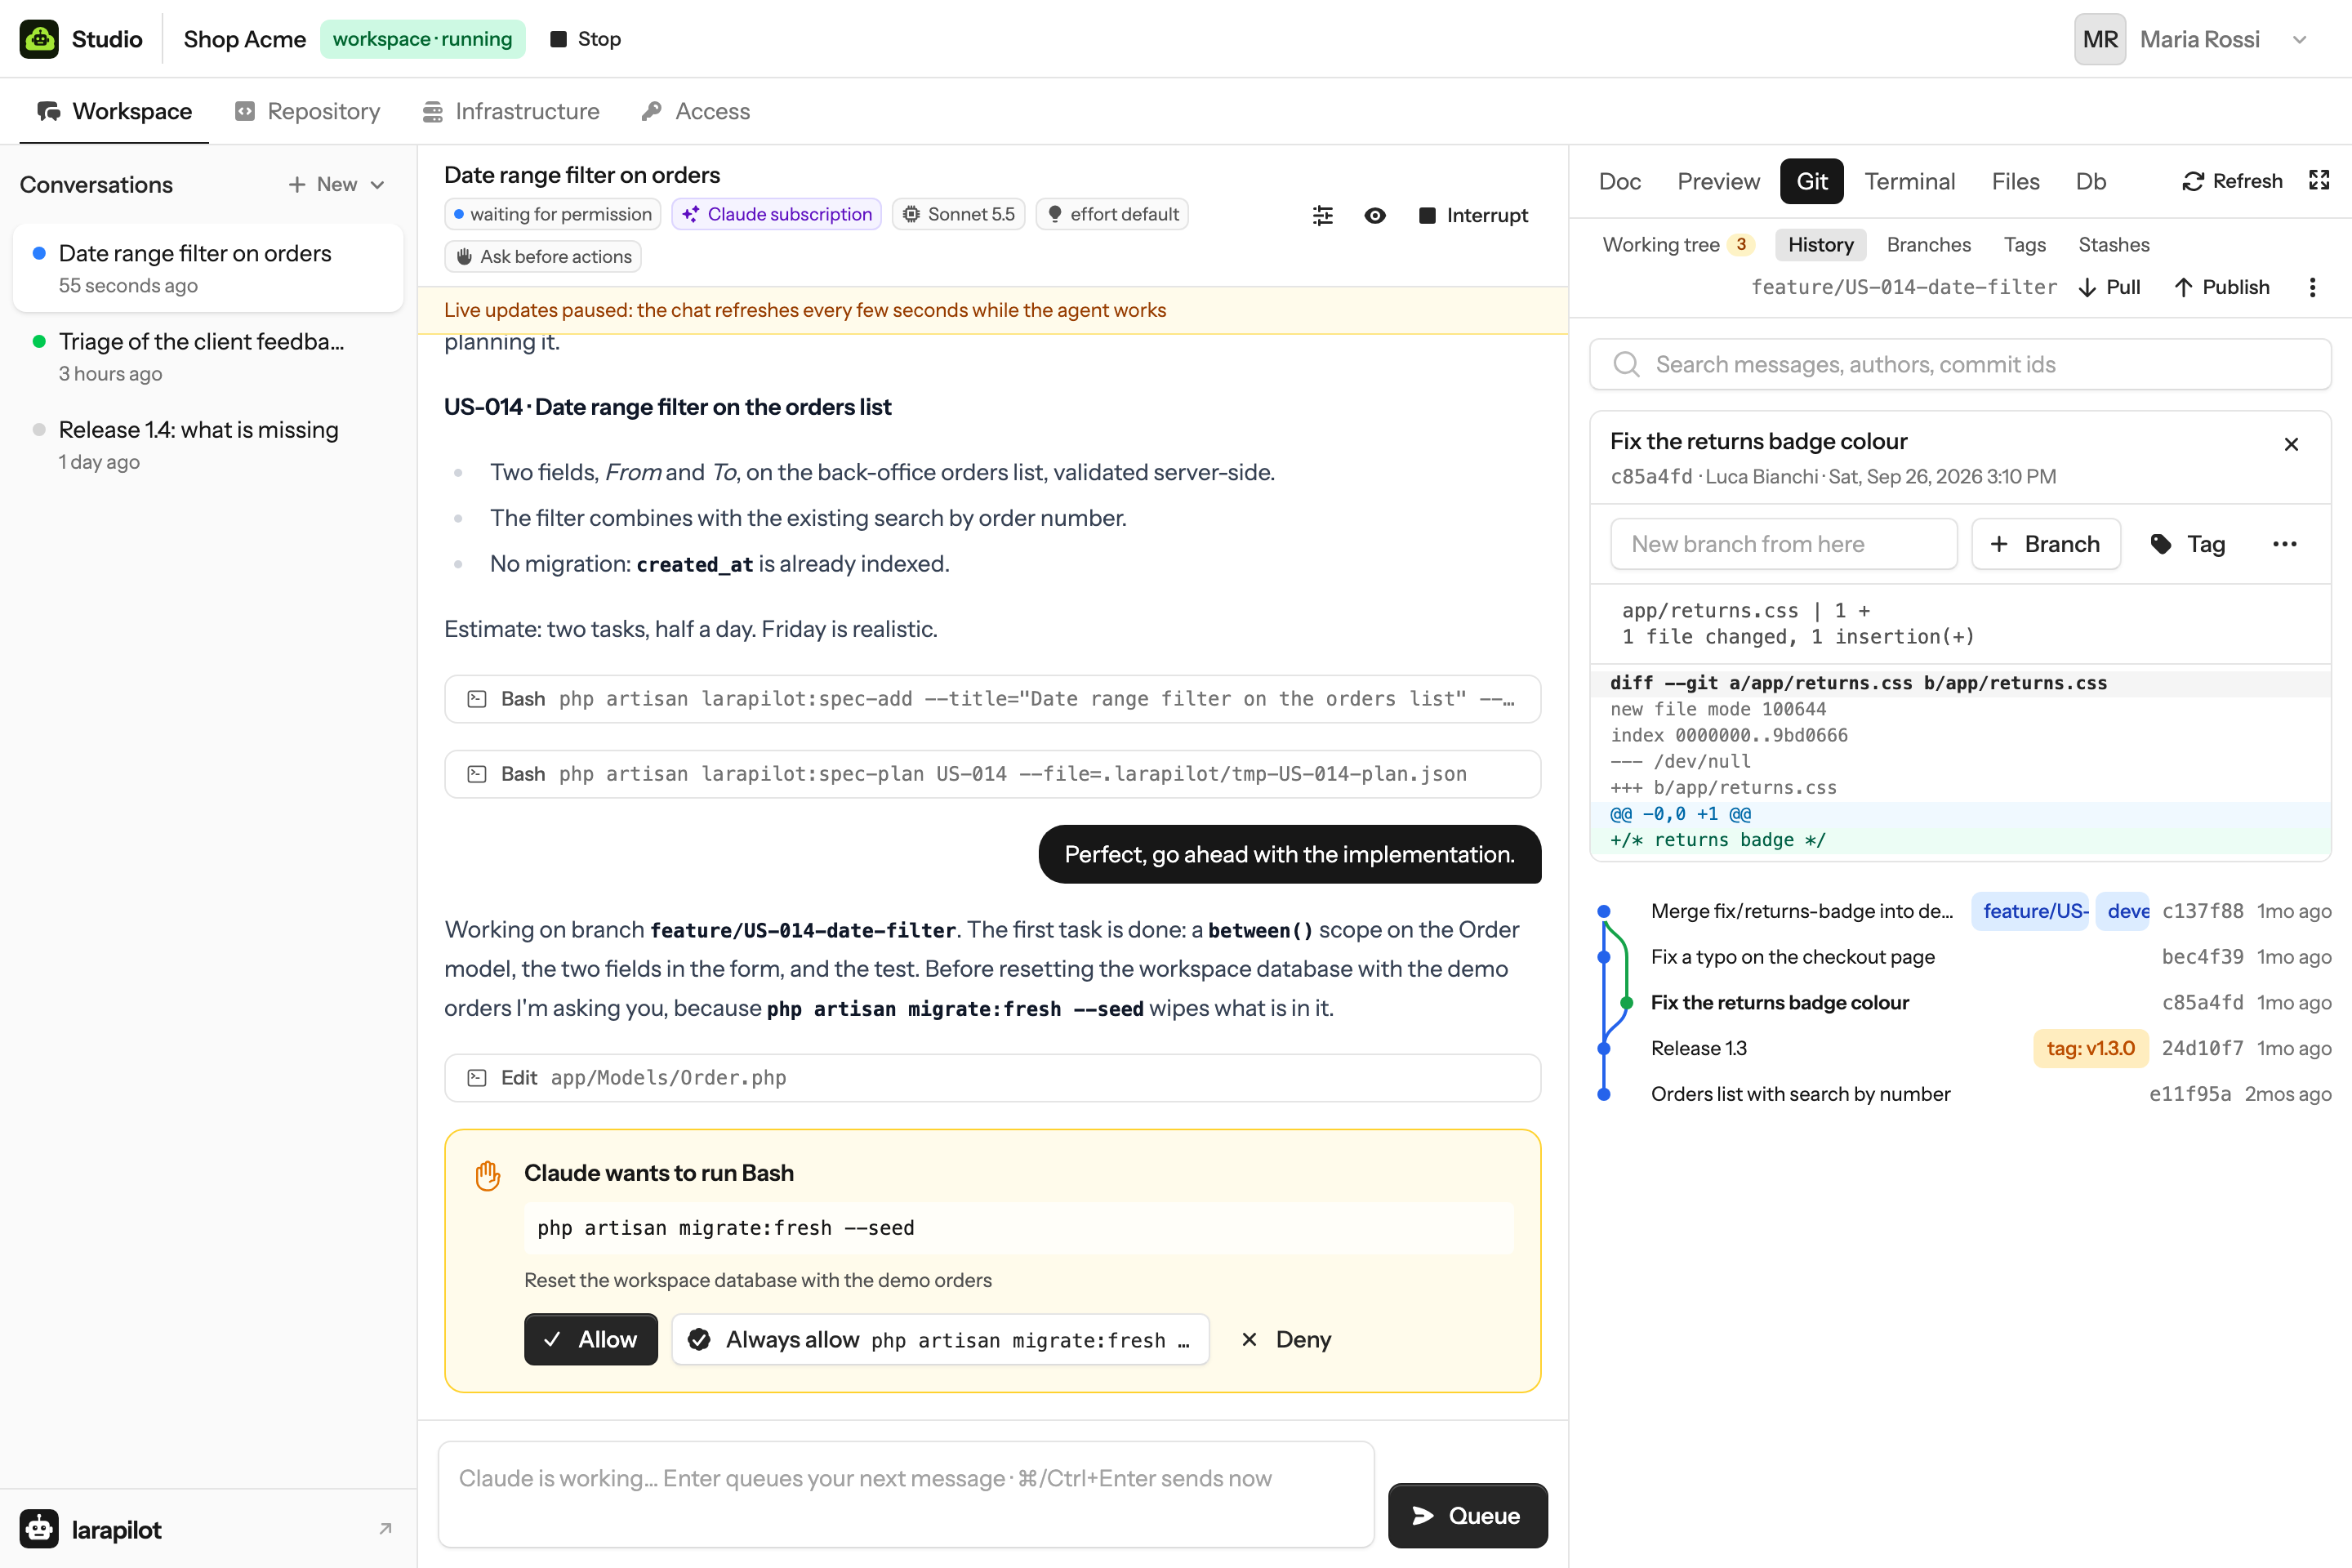 Studio
Shop Acme
workspace · running
Stop
MR
Maria Rossi
Workspace
Repository
Infrastructure
Access
Conversations
New
Date range filter on orders
55 seconds ago
Triage of the client feedba...
3 hours ago
Release 1.4: what is missing
1 day ago
larapilot
Date range filter on orders
waiting for permission
Claude subscription
Sonnet 5.5
effort default
Ask before actions
Interrupt
Live updates paused: the chat refreshes every few seconds while the agent works
planning it.
US-014 · Date range filter on the orders list
Two fields, From and To, on the back-office orders list, validated server-side.
The filter combines with the existing search by order number.
No migration: created_at is already indexed.
Estimate: two tasks, half a day. Friday is realistic.
Bash php artisan larapilot:spec-add --title="Date range filter on the orders list" --...
Bash php artisan larapilot:spec-plan US-014 --file=.larapilot/tmp-US-014-plan.json
Perfect, go ahead with the implementation.
Working on branch feature/US-014-date-filter. The first task is done: a between() scope on the Order
model, the two fields in the form, and the test. Before resetting the workspace database with the demo
orders I'm asking you, because php artisan migrate:fresh --seed wipes what is in it.
Edit app/Models/Order.php
Claude wants to run Bash
php artisan migrate:fresh --seed
Reset the workspace database with the demo orders
Allow
Always allow php artisan migrate:fresh ...
Deny
Claude is working... Enter queues your next message · ⌘/Ctrl+Enter sends now
Queue
Doc
Preview
Git
Terminal
Files
Db
Refresh
Working tree 3
History
Branches
Tags
Stashes
feature/US-014-date-filter
Pull
Publish
Search messages, authors, commit ids
Fix the returns badge colour
c85a4fd · Luca Bianchi · Sat, Sep 26, 2026 3:10 PM
New branch from here
Branch
Tag
app/returns.css | 1 +
1 file changed, 1 insertion(+)
diff --git a/app/returns.css b/app/returns.css
new file mode 100644
index 0000000..9bd0666
--- /dev/null
+++ b/app/returns.css
@@ -0,0 +1 @@
+/* returns badge */
Merge fix/returns-badge into de... feature/US- deve c137f88 1mo ago
Fix a typo on the checkout page bec4f39 1mo ago
Fix the returns badge colour c85a4fd 1mo ago
Release 1.3 tag: v1.3.0 24d10f7 1mo ago
Orders list with search by number e11f95a 2mos ago